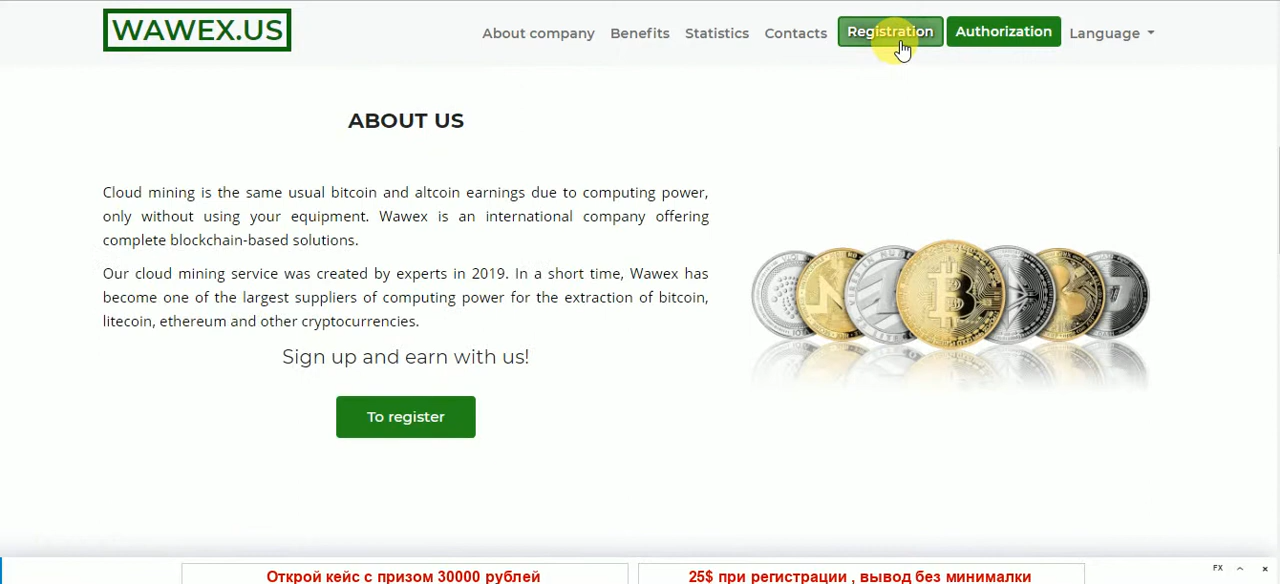 WAWEX.US
About company Benefits Statistics Contacts Registration Authorization Language
ABOUT US
Cloud mining is the same usual bitcoin and altcoin earnings due to computing power,
only without using your equipment. Wawex is an international company offering
complete blockchain-based solutions.
Our cloud mining service was created by experts in 2019. In a short time, Wawex has
become one of the largest suppliers of computing power for the extraction of bitcoin,
litecoin, ethereum and other cryptocurrencies.
Sign up and earn with us!
To register
FX
Открой кейс с призом 30000 рублей
25$ при регистрации , вывод без минималки